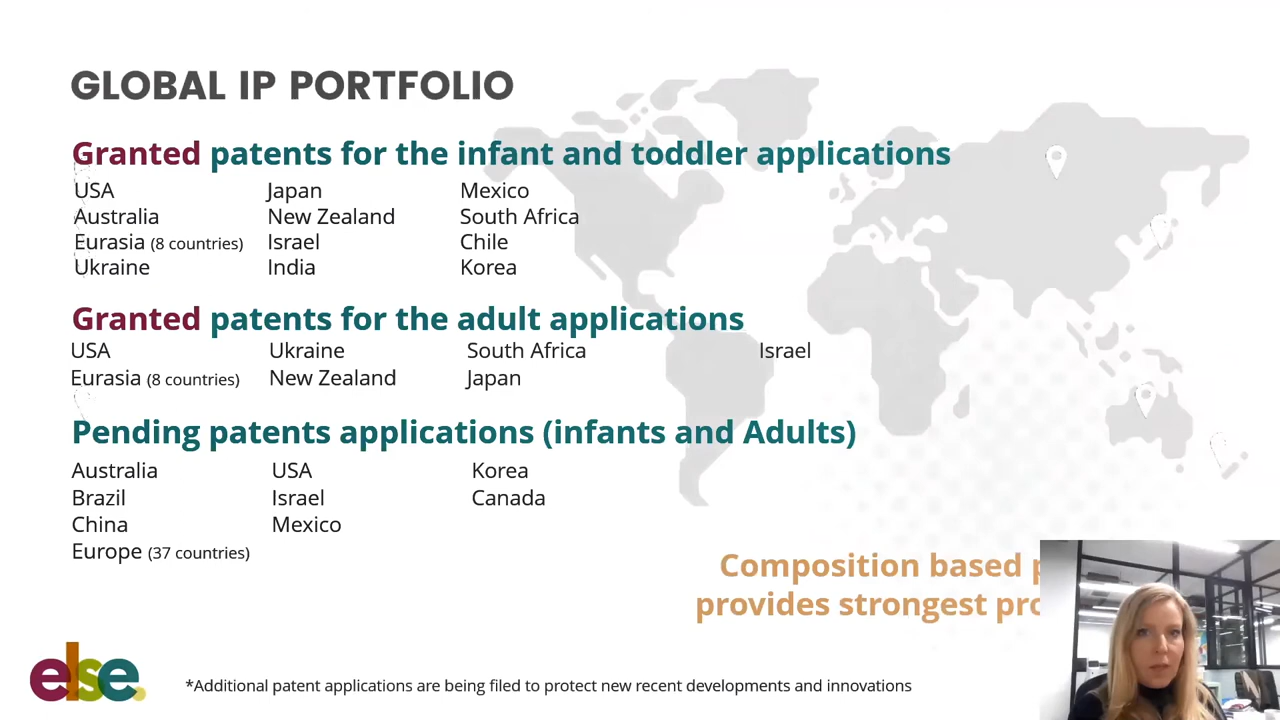 GLOBAL IP PORTFOLIO
Granted patents for the infant and toddler applications
USA Japan Mexico
Australia New Zealand South Africa
Eurasia (8 countries) Israel Chile
Ukraine India Korea
Granted patents for the adult applications
USA Ukraine South Africa Israel
Eurasia (8 countries) New Zealand Japan
Pending patents applications (infants and Adults)
Australia USA Korea
Brazil Israel Canada
China Mexico
Europe (37 countries)
Composition based
provides strongest
else.
*Additional patent applications are being filed to protect new recent developments and innovations